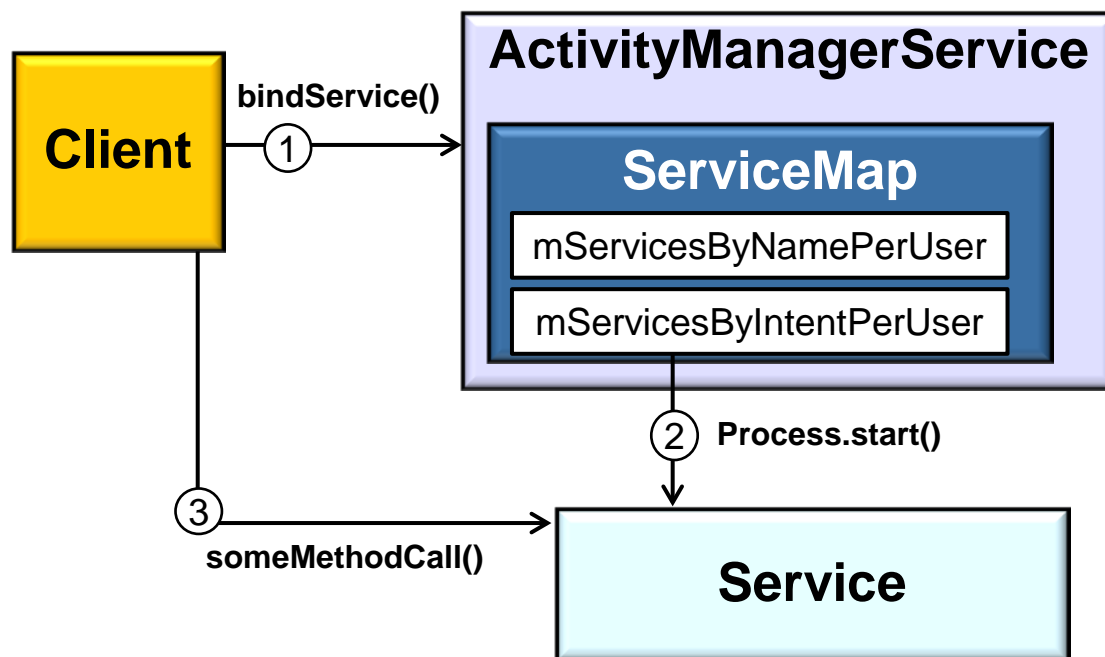 ActivityManagerService
bindService()
Client
1
ServiceMap
mServicesByNamePerUser
mServicesByIntentPerUser
2
Process.start()
3
someMethodCall()
Service